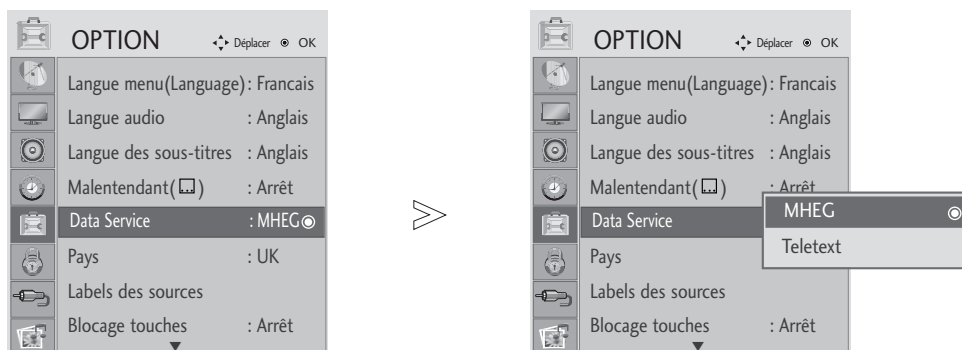 OPTION Déplacer OK
Langue menu(Language) : Francais
Langue audio : Anglais
Langue des sous-titres : Anglais
Malentendant( ) : Arrêt
Data Service : MHEG
Pays : UK
Labels des sources
Blocage touches : Arrêt
OPTION Déplacer OK
Langue menu(Language) : Francais
Langue audio : Anglais
Langue des sous-titres : Anglais
Malentendant( ) : Arrêt
Data Service
MHEG
Teletext
Pays
Labels des sources
Blocage touches : Arrêt